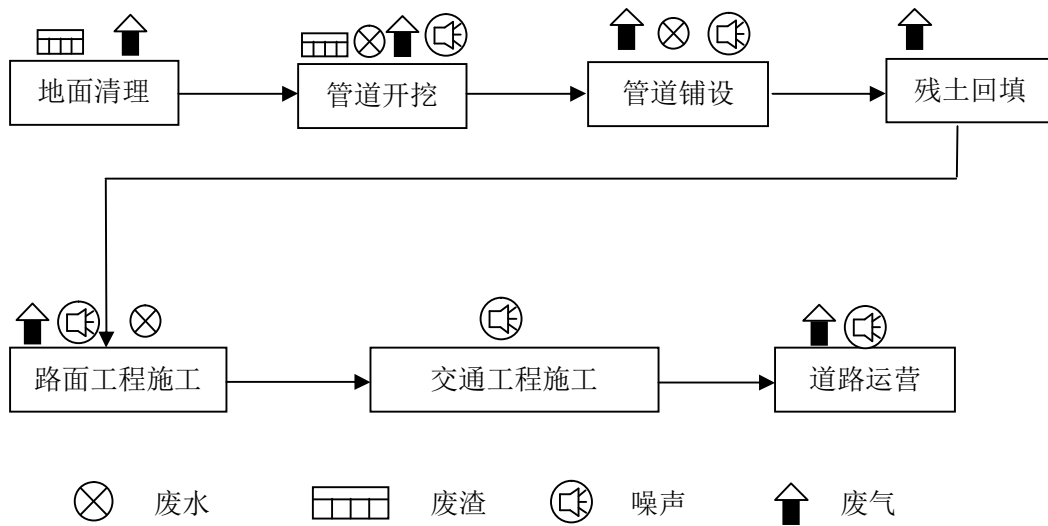 地面清理
管道开挖
管道铺设
残土回填
路面工程施工
交通工程施工
道路运营
废水
废渣
噪声
废气